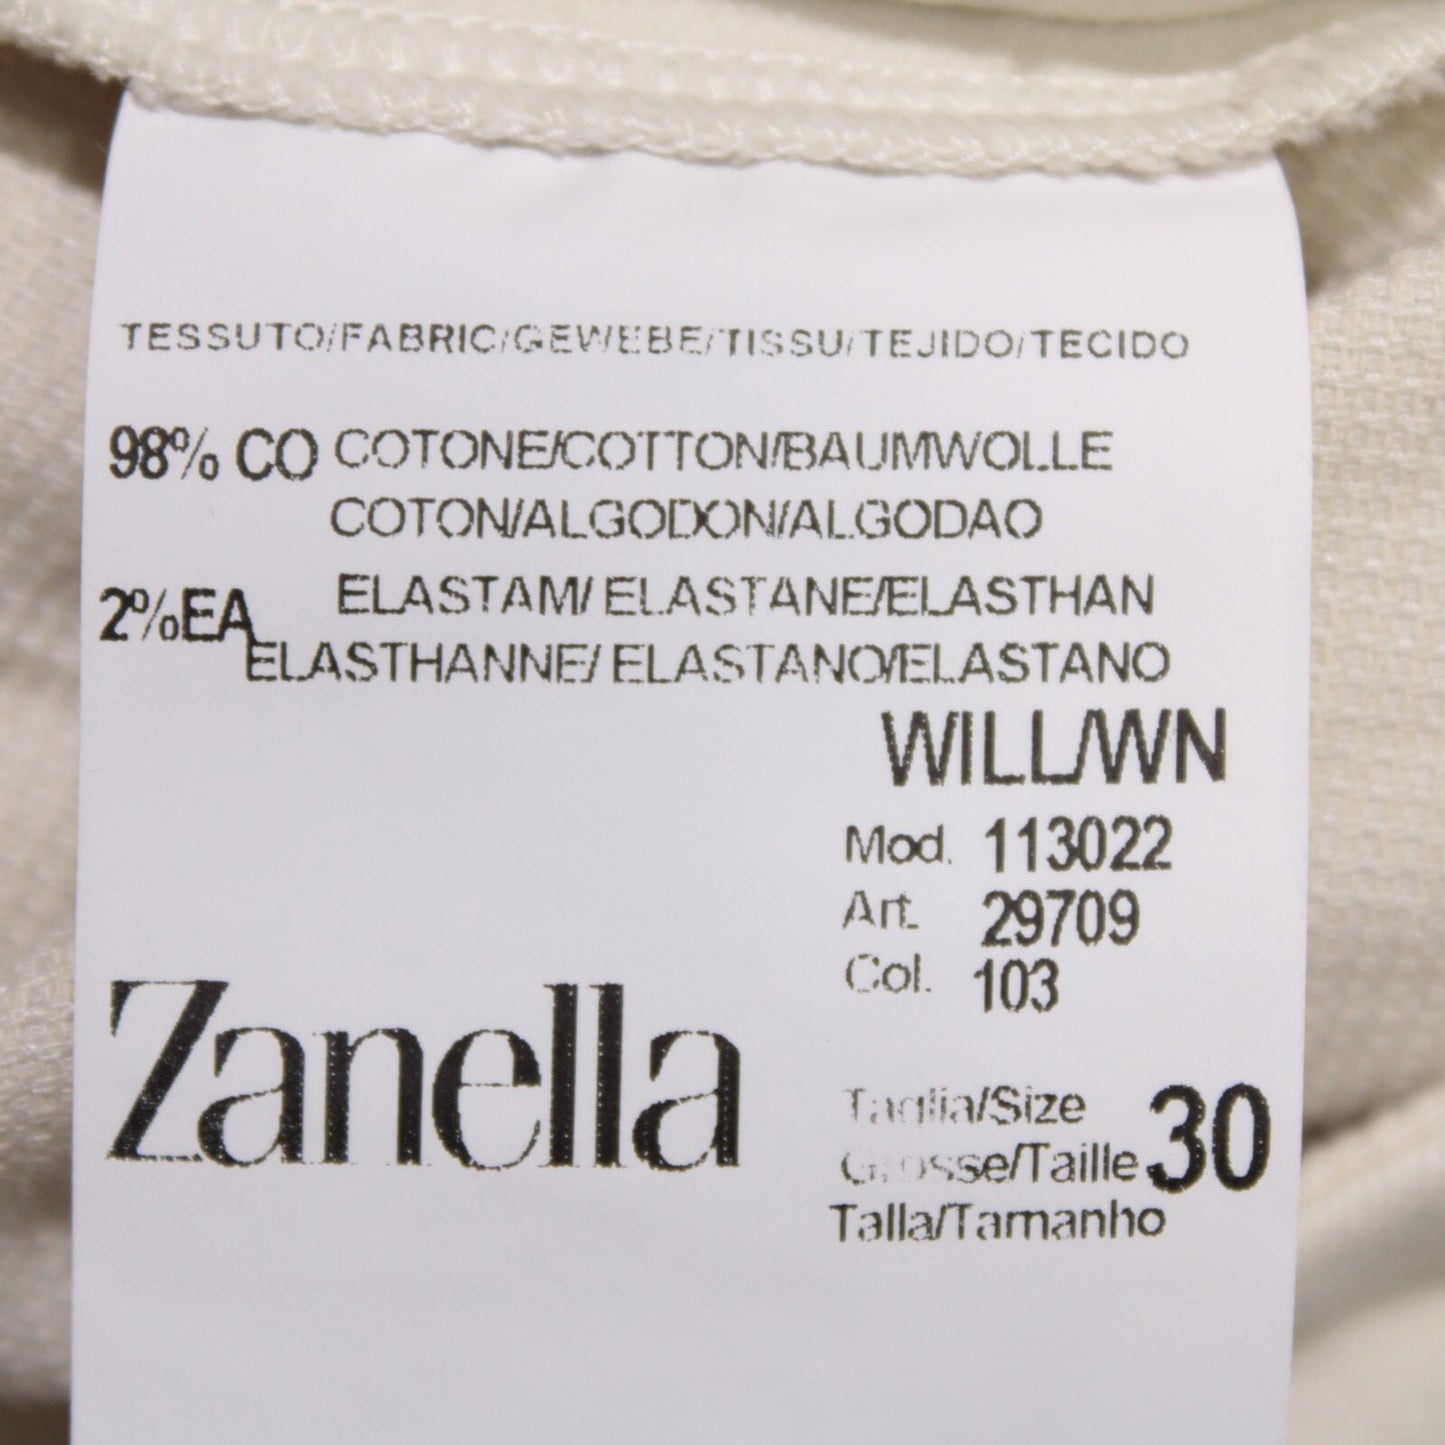 TESSUTO/FABRIC/GEWEBE/TISSU/TEJIDO/TECIDO
98% CO COTONE/COTTON/BAUMWOLLE
COTON/ALGODON/ALGODAO
2%EA ELASTAM/ ELASTANE/ELASTHAN
ELASTHANNE/ ELASTANO/ELASTANO
WILL/WN
Mod. 113022
Art. 29709
Col. 103
Zanella
Taglia/Size
Grosse/Taille 30
Talla/Tamanho